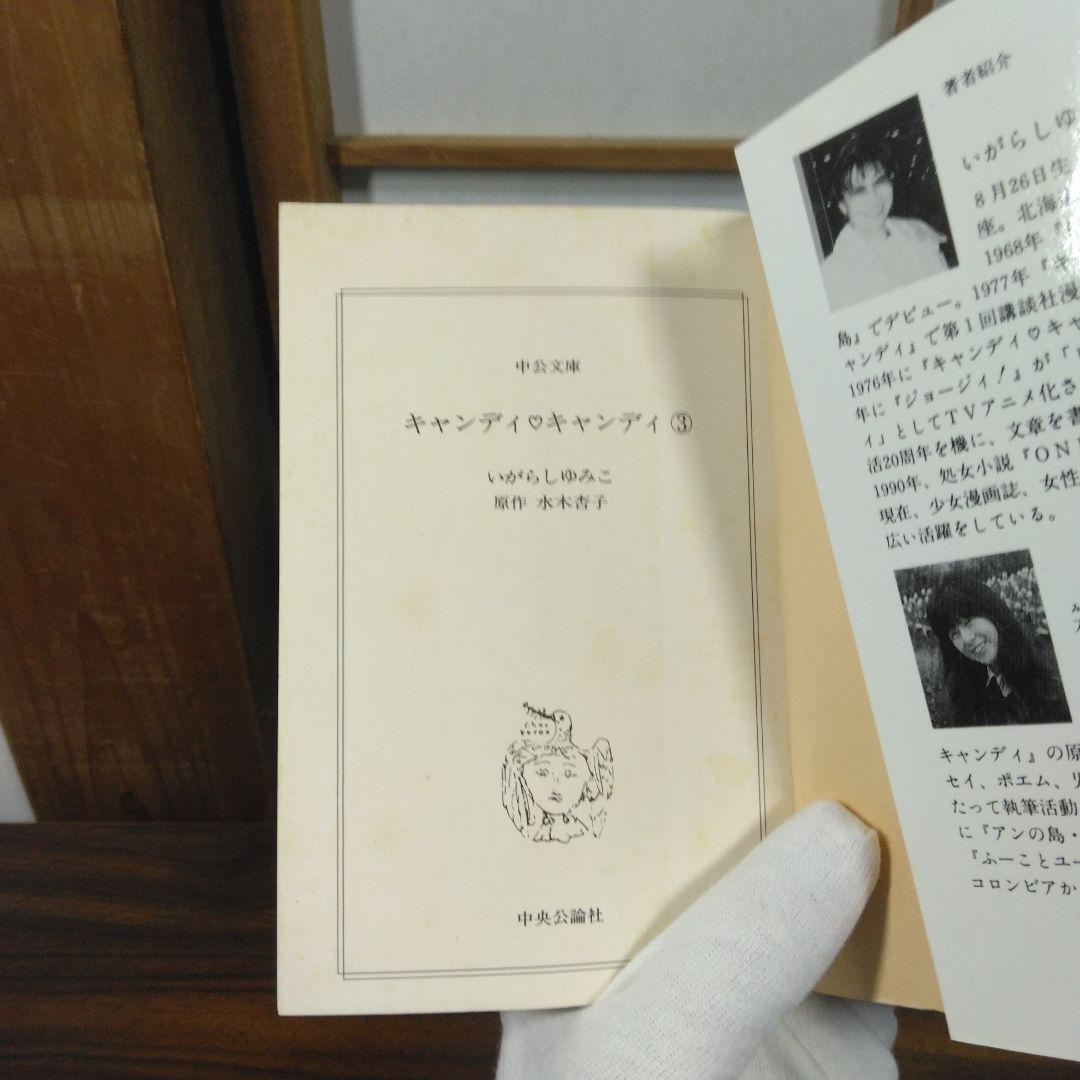 中公文庫
キャンディ♡キャンディ③
いがらしゆみこ
原作 水木杏子
chuo
bunko
中央公論社
著者紹介
いがらしゆ
8月26日生
座。北海
1968年
島』でデビュー。1977年『キ
ャンディ』で第1回講談社漫
1976年に『キャンディ♡キャ
年に『ジョージィ!』が「
ィ」としてTVアニメ化さ
活20周年を機に、文章を書
1990年、処女小説『ON
現在、少女漫画誌、女性
広い活躍をしている。
キャンディ』の原
セイ、ポエム、児
たって執筆活動
に『アンの島・
『ふーことユー
コロンビアか